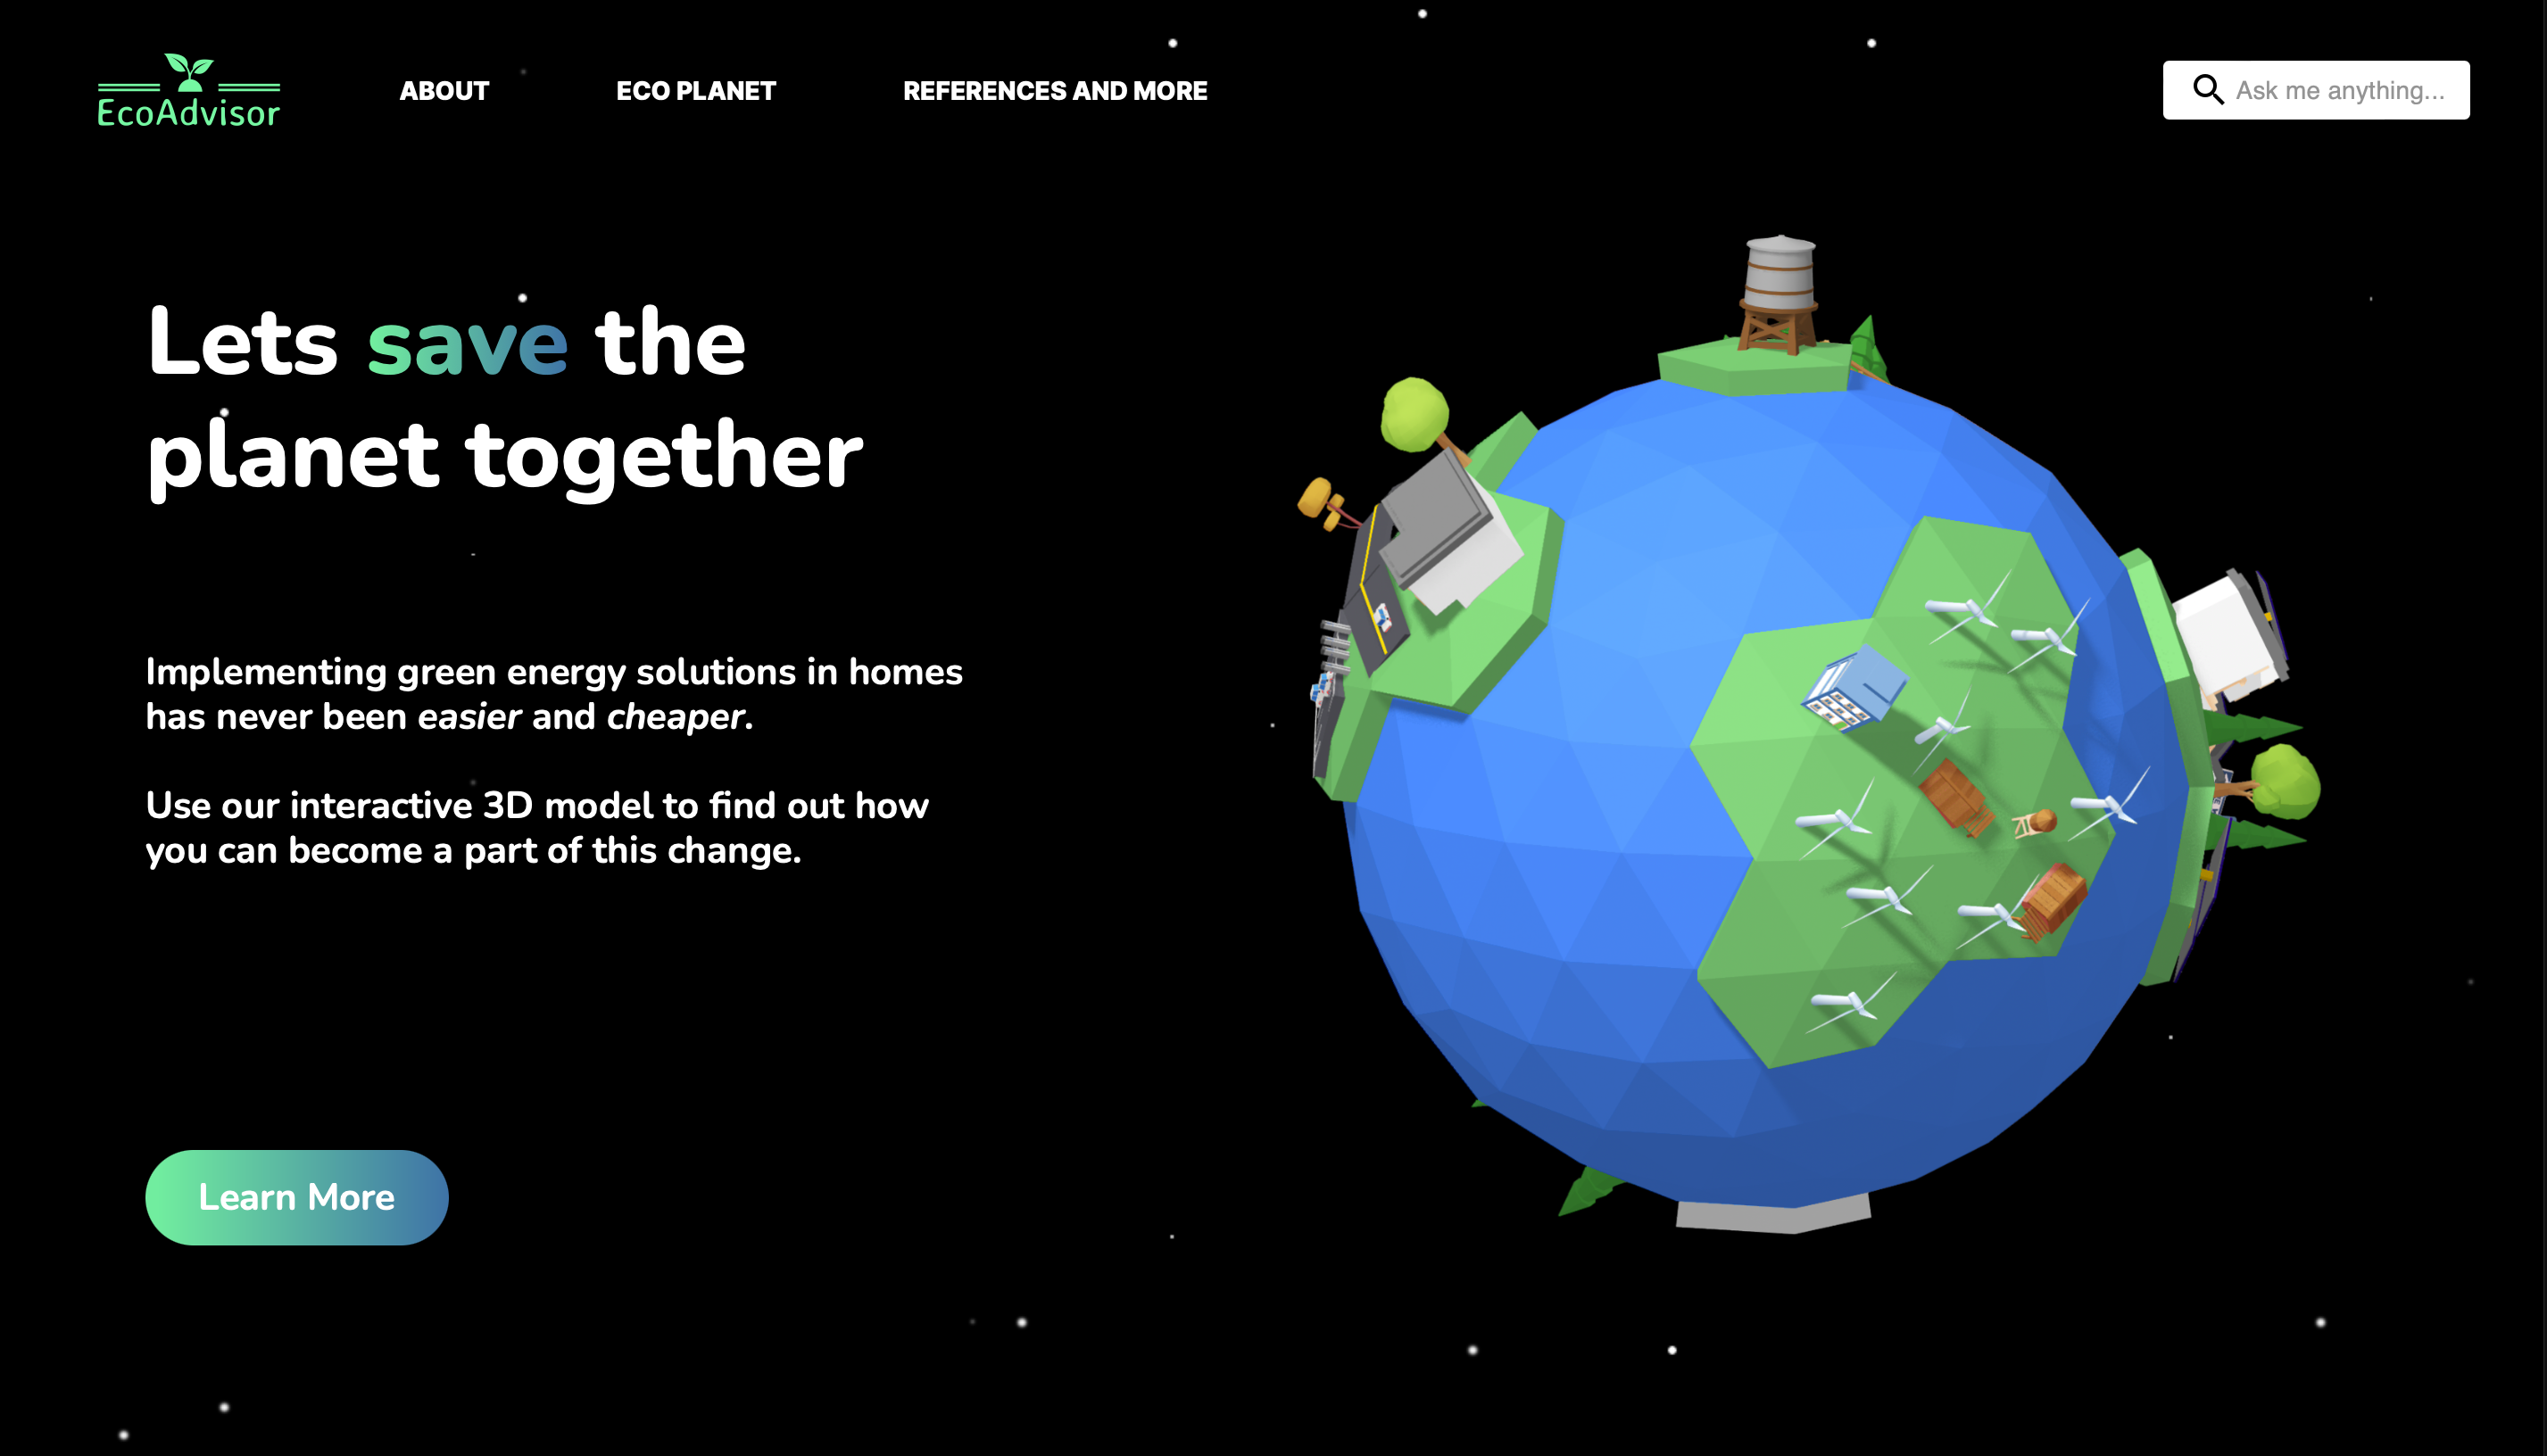 EcoAdvisor
ABOUT
ECO PLANET
REFERENCES AND MORE
Ask me anything...
Lets save the
planet together
Implementing green energy solutions in homes
has never been easier and cheaper.
Use our interactive 3D model to find out how
you can become a part of this change.
Learn More